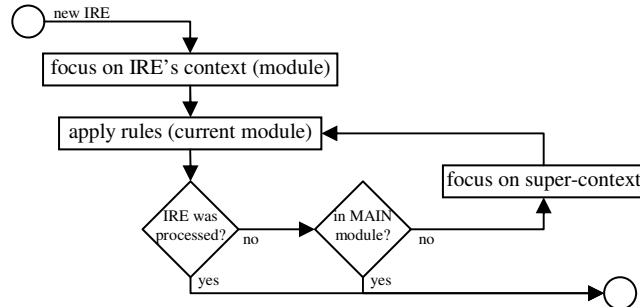 new IRE
focus on IRE's context (module)
apply rules (current module)
focus on super-context
IRE was
processed?
no
in MAIN
module?
no
yes
yes